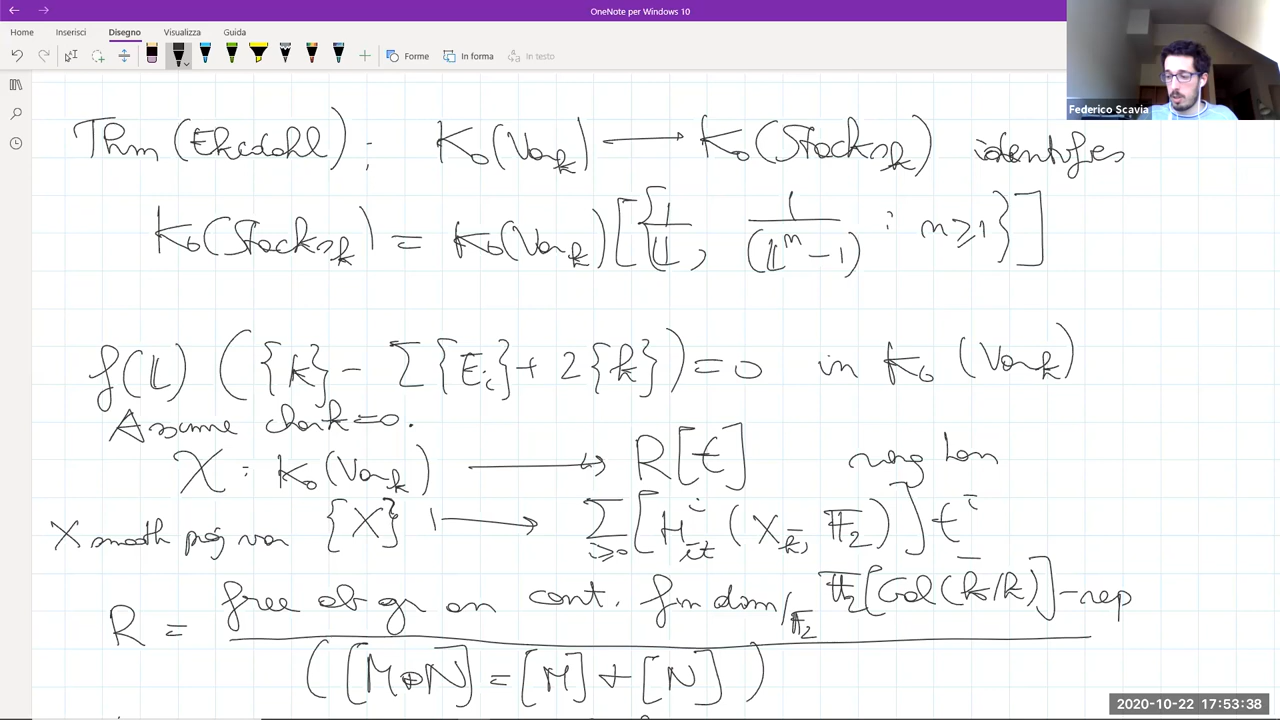 OneNote per Windows 10
Home Inserisci Disegno Visualizza Guida
Forme In forma In testo
Federico Scavia
Thm (Ekedahl): K₀(Var_k) → K₀(Stacks_k) identifies
K₀(Stacks_k) = K₀(Var_k)[{1/𝕃, 1/(𝕃ⁿ-1) : n≥1}]
f(𝕃) ({k} - Σ{E_i} + 2{k}) = 0 in K₀(Var_k)
Assume char k=0.
χ : K₀(Var_k) → R[t] ring hom
X smooth proj var {X} ↦ Σ_{i≥0} [H^i_ét (X_k̄, 𝔽₂)] t^i
R = free ab gr on cont. fin dim/𝔽₂ 𝔽₂[Gal(k̄/k)]-rep
([M⊕N] = [M] + [N])
2020-10-22 17:53:38